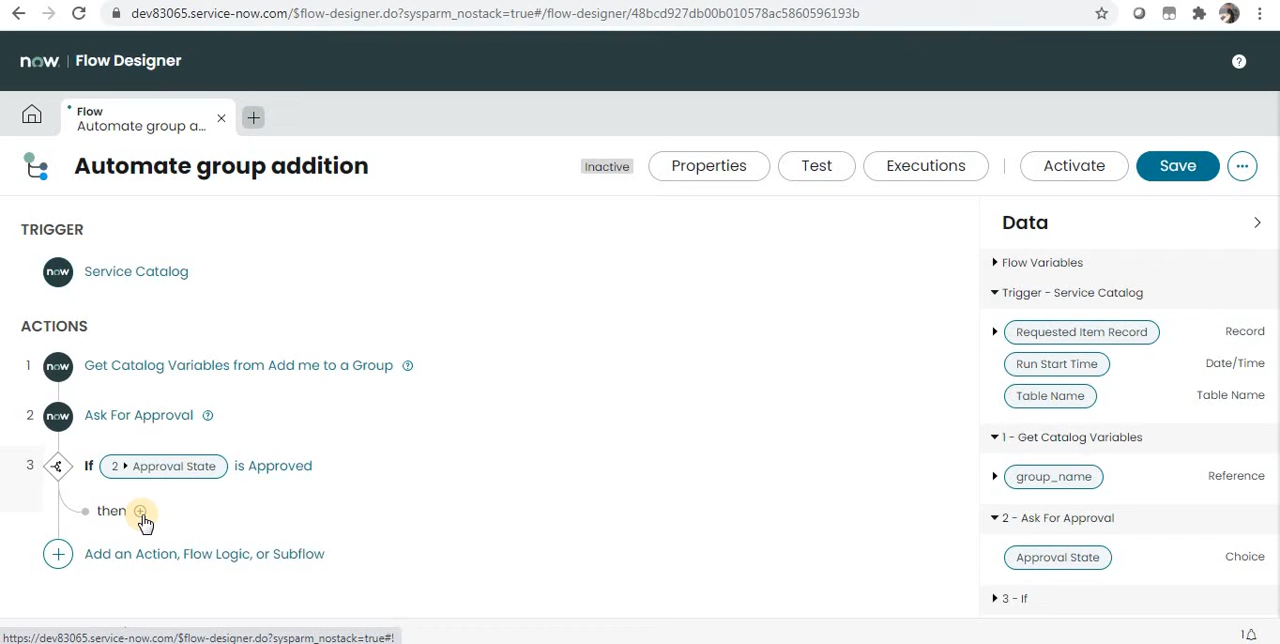 dev83065.service-now.com/$flow-designer.do?sysparm_nostack=true#/flow-designer/48bcd927db00b010578ac5860596193b
now. | Flow Designer
Flow
Automate group a...
Automate group addition
Inactive
Properties
Test
Executions
Activate
Save
TRIGGER
now Service Catalog
ACTIONS
1 now Get Catalog Variables from Add me to a Group
2 now Ask For Approval
3 If 2 Approval State is Approved
then
Add an Action, Flow Logic, or Subflow
Data
Flow Variables
Trigger - Service Catalog
Requested Item Record Record
Run Start Time Date/Time
Table Name Table Name
1 - Get Catalog Variables
group_name Reference
2 - Ask For Approval
Approval State Choice
3 - If
https://dev83065.service-now.com/$flow-designer.do?sysparm_nostack=true#!
1